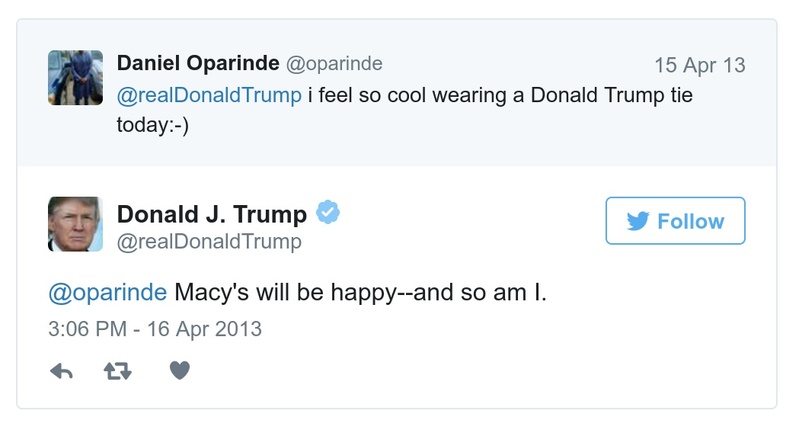 Daniel Oparinde @oparinde 15 Apr 13
@realDonaldTrump i feel so cool wearing a Donald Trump tie
today:-)
Donald J. Trump
@realDonaldTrump
Follow
@oparinde Macy's will be happy--and so am I.
3:06 PM - 16 Apr 2013